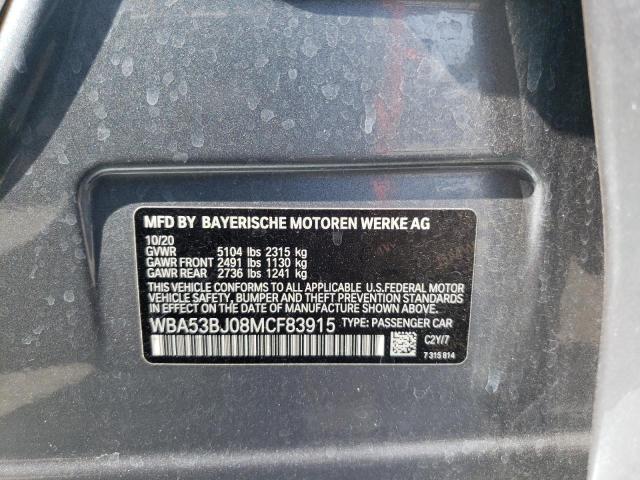 MFD BY BAYERISCHE MOTOREN WERKE AG
10/20
GVWR 5104 lbs 2315 kg
GAWR FRONT 2491 lbs 1130 kg
GAWR REAR 2736 lbs 1241 kg
THIS VEHICLE CONFORMS TO ALL APPLICABLE U.S.FEDERAL MOTOR
VEHICLE SAFETY, BUMPER AND THEFT PREVENTION STANDARDS
IN EFFECT ON THE DATE OF MANUFACTURE SHOWN ABOVE.
WBA53BJ08MCF83915 TYPE: PASSENGER CAR
C2Y/7
7 315 814